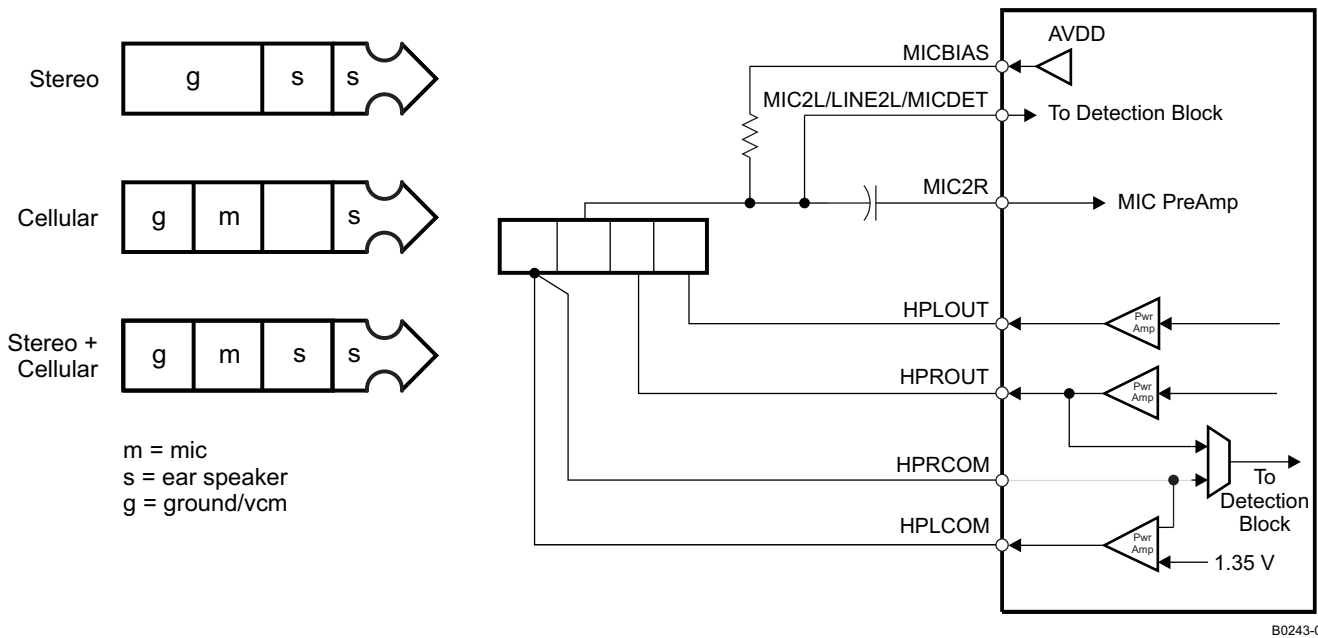 Stereo
g s s
Cellular
g m s
Stereo +
Cellular
g m s s
m = mic
s = ear speaker
g = ground/vcm
AVDD
MICBIAS
MIC2L/LINE2L/MICDET
To Detection Block
MIC2R
MIC PreAmp
HPLOUT
Pwr
Amp
HPROUT
Pwr
Amp
HPRCOM
To
Detection
Block
HPLCOM
Pwr
Amp
1.35 V